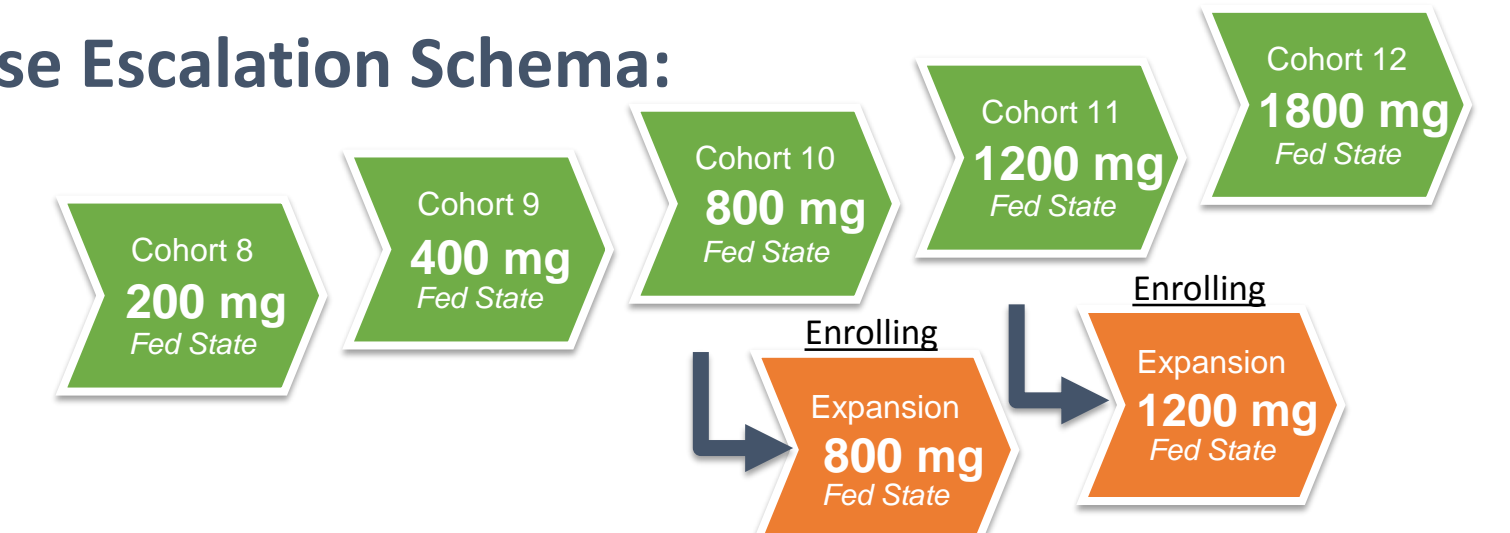 se Escalation Schema:
Cohort 8
200 mg
Fed State
Cohort 9
400 mg
Fed State
Cohort 10
800 mg
Fed State
Cohort 11
1200 mg
Fed State
Cohort 12
1800 mg
Fed State
Enrolling
Expansion
800 mg
Fed State
Enrolling
Expansion
1200 mg
Fed State